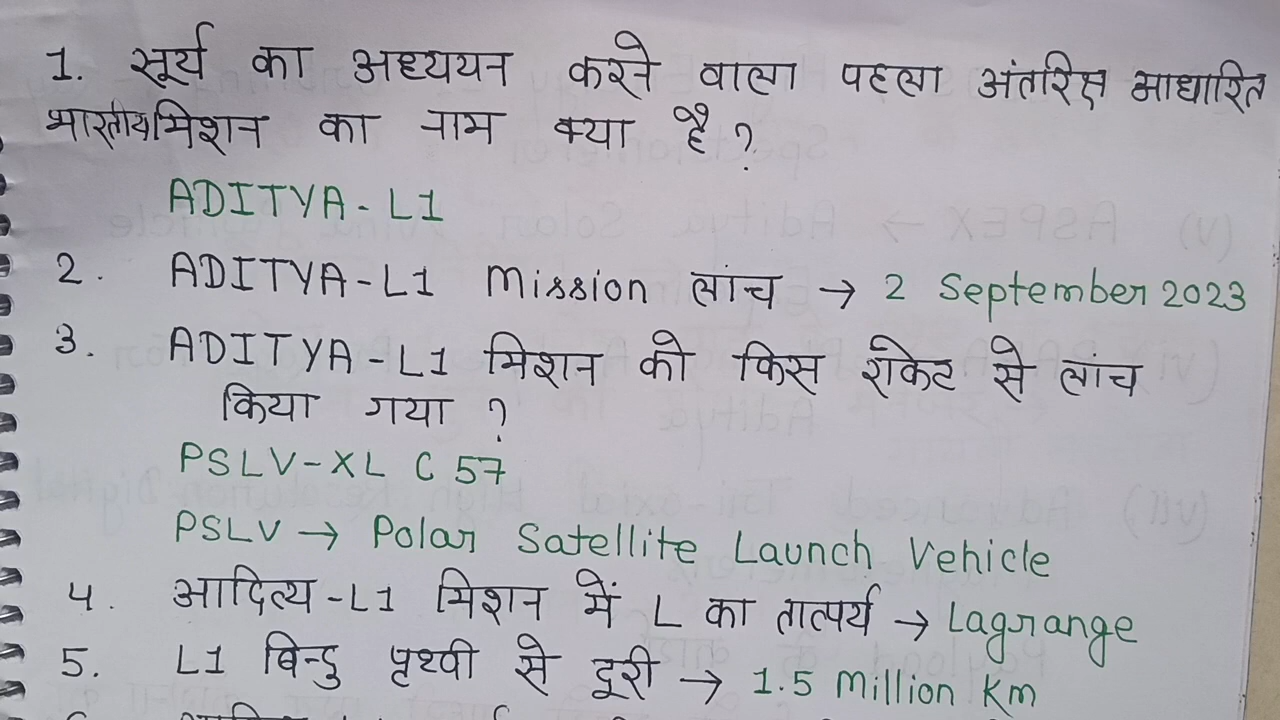 1. सूर्य का अध्ययन करने वाला पहला अंतरिक्ष आधारित
भारतीय मिशन का नाम क्या है ?
ADITYA-L1
2. ADITYA-L1 Mission लांच → 2 September 2023
3. ADITYA-L1 मिशन को किस रॉकेट से लांच
किया गया ?
PSLV-XL C 57
PSLV → Polar Satellite Launch Vehicle
4. आदित्य-L1 मिशन में L का तात्पर्य → Lagrange
5. L1 बिन्दु पृथ्वी से दूरी → 1.5 Million Km